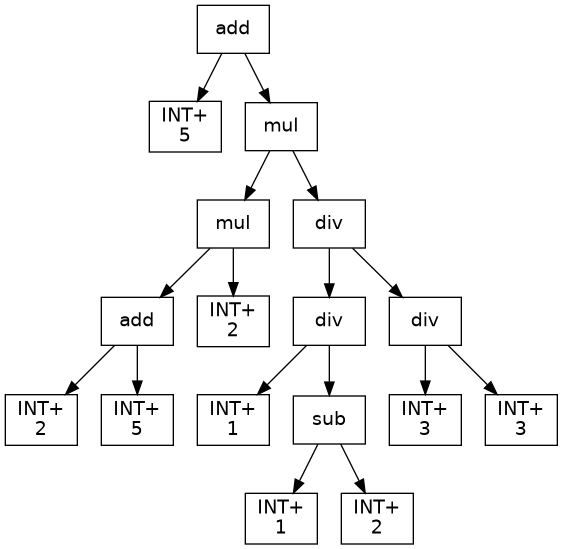 add
INT+
5
mul
mul
div
add
INT+
2
div
div
INT+
2
INT+
5
INT+
1
sub
INT+
3
INT+
3
INT+
1
INT+
2